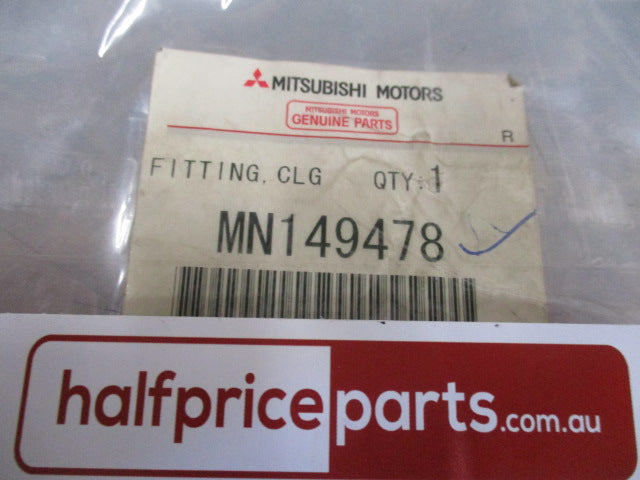 MITSUBISHI MOTORS
MITSUBISHI MOTORS
GENUINE PARTS
R
FITTING, CLG QTY:1
MN149478
halfpriceparts.com.au